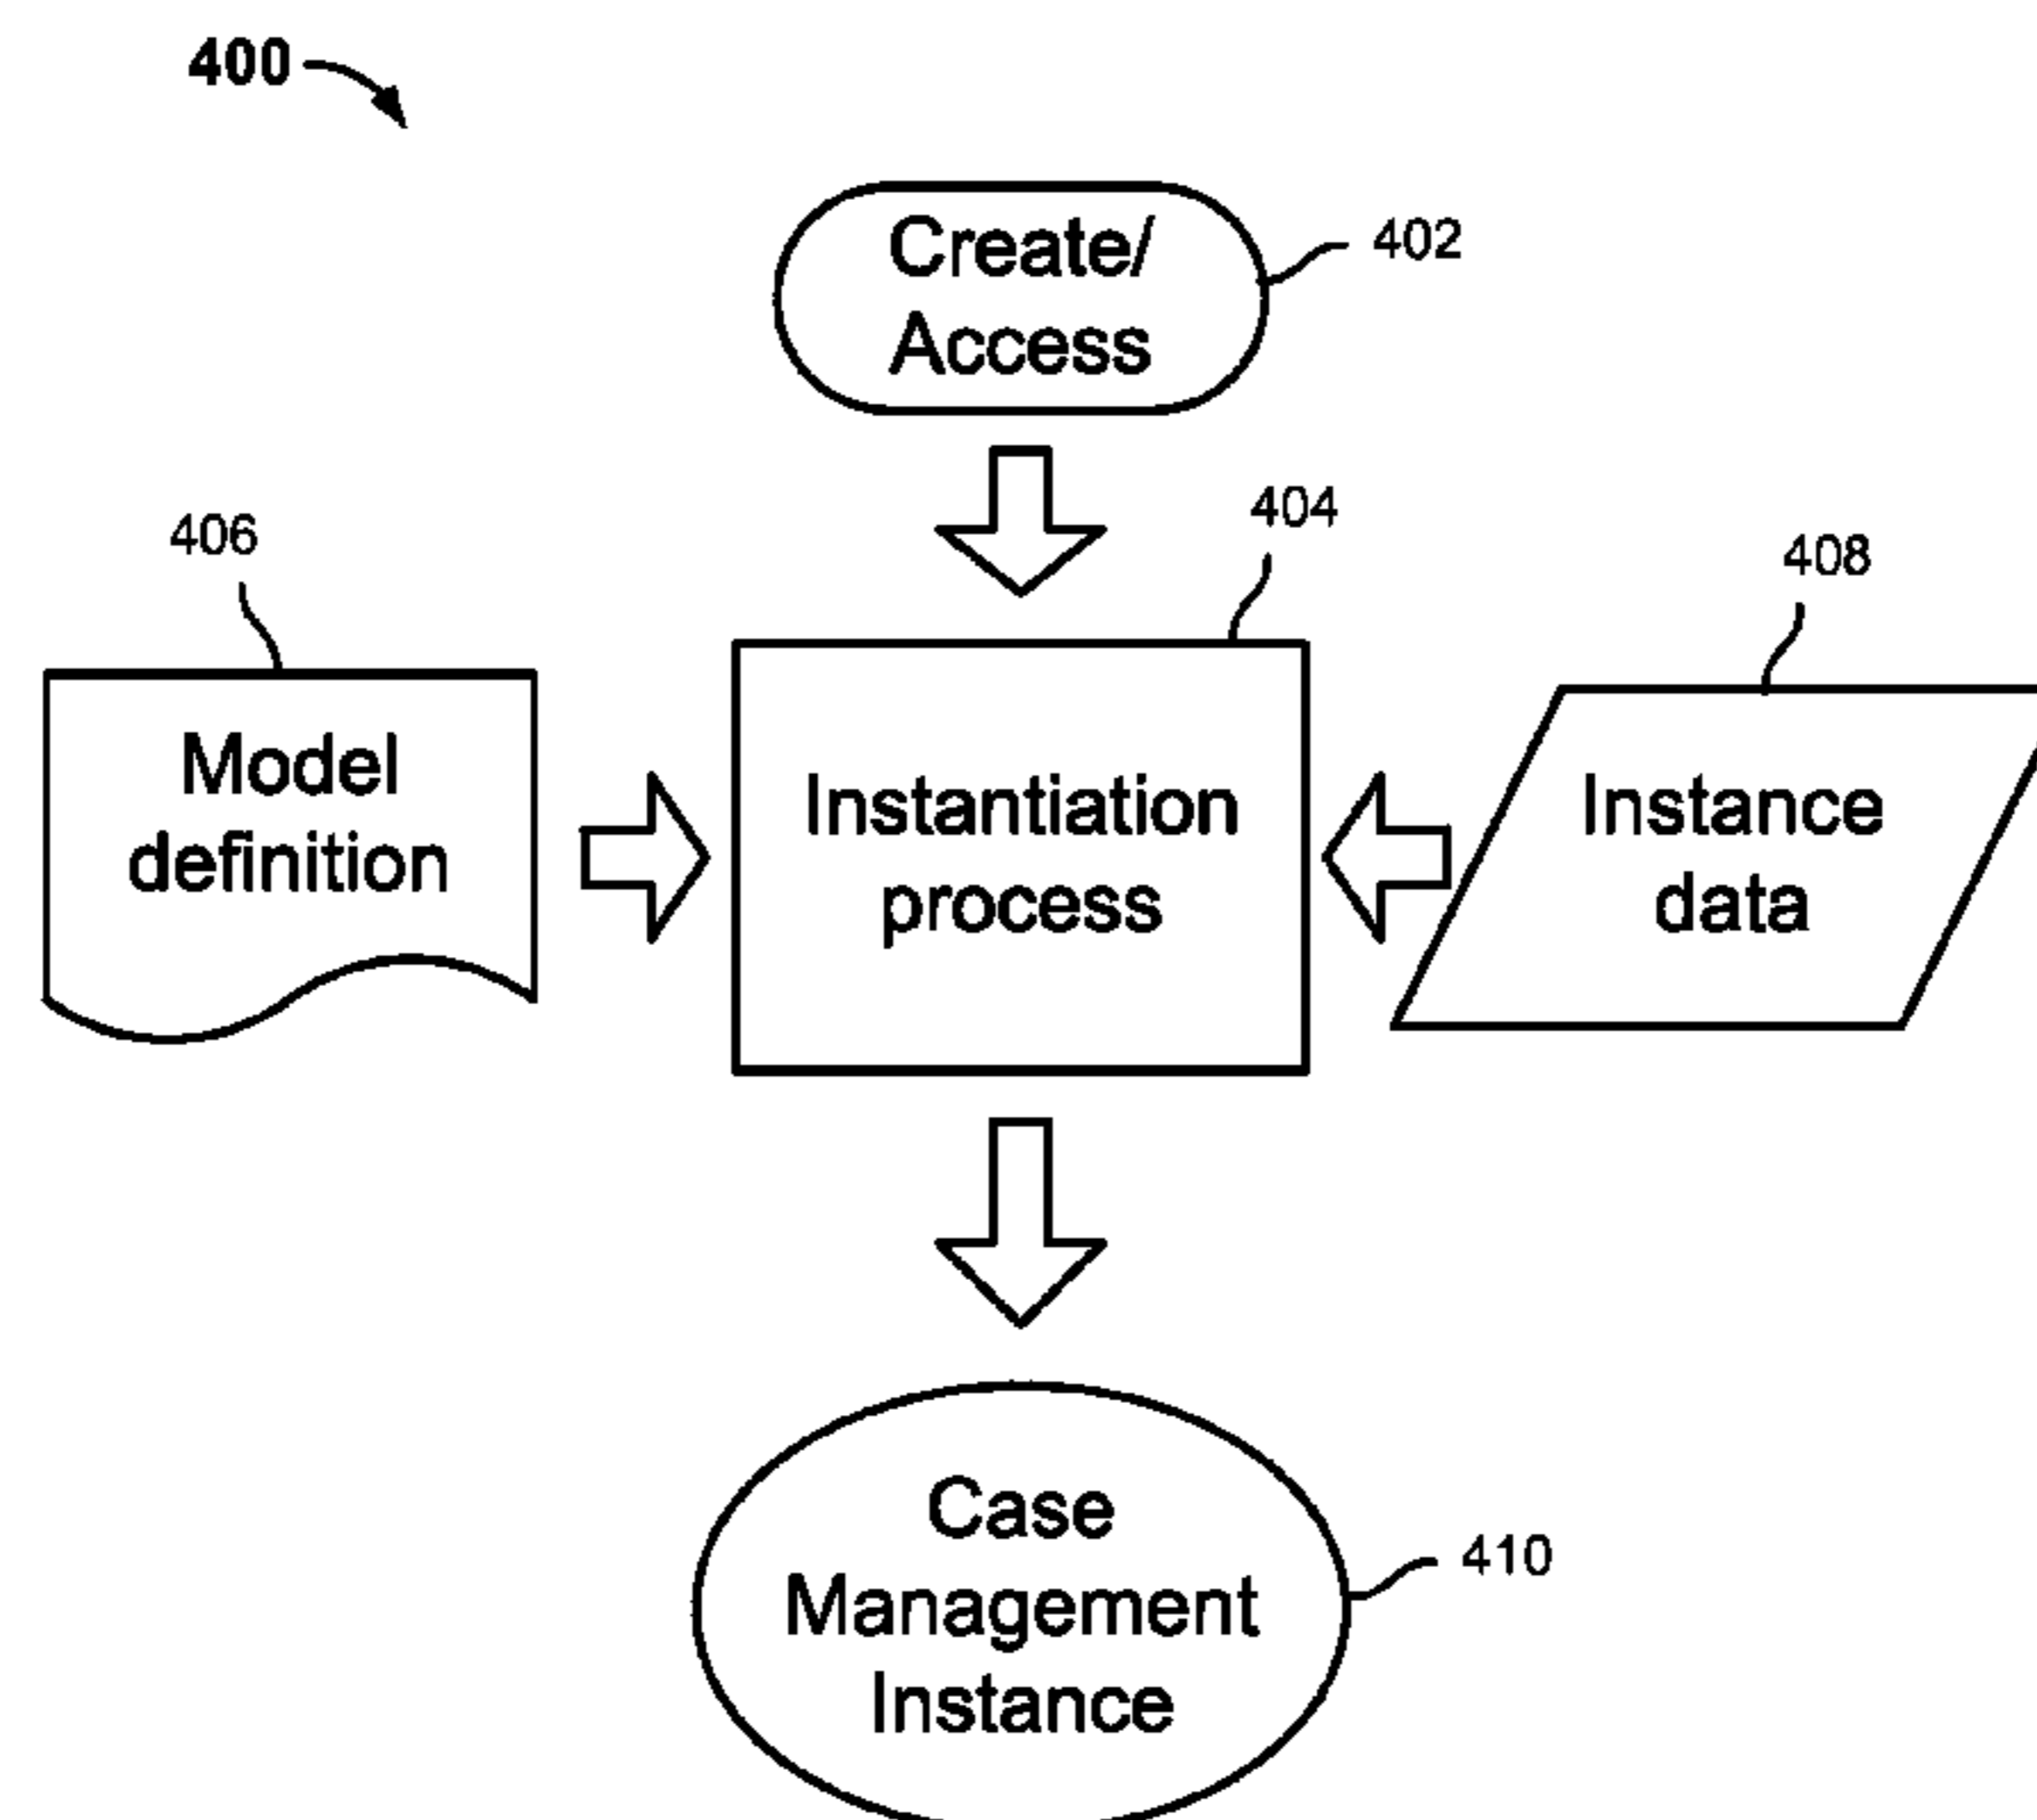 400
Create/
Access
402
404
406
408
Model
definition
Instantiation
process
Instance
data
Case
Management
Instance
410